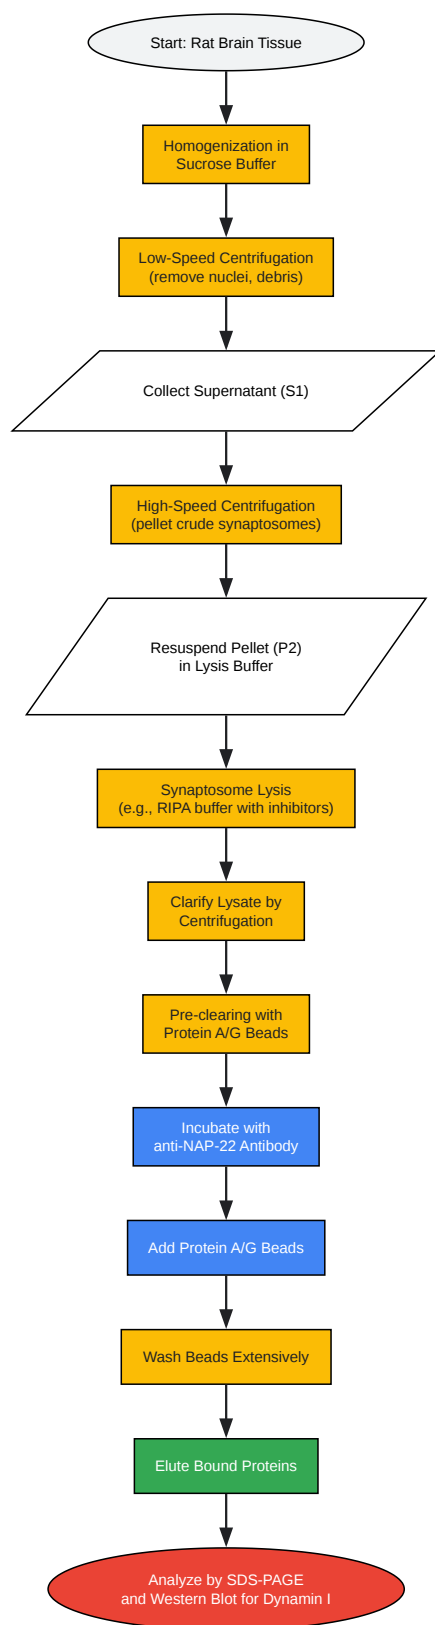 Start: Rat Brain Tissue
Homogenization in
Sucrose Buffer
Low-Speed Centrifugation
(remove nuclei, debris)
Collect Supernatant (S1)
High-Speed Centrifugation
(pellet crude synaptosomes)
Resuspend Pellet (P2)
in Lysis Buffer
Synaptosome Lysis
(e.g., RIPA buffer with inhibitors)
Clarify Lysate by
Centrifugation
Pre-clearing with
Protein A/G Beads
Incubate with
anti-NAP-22 Antibody
Add Protein A/G Beads
Wash Beads Extensively
Elute Bound Proteins
Analyze by SDS-PAGE
and Western Blot for Dynamin I